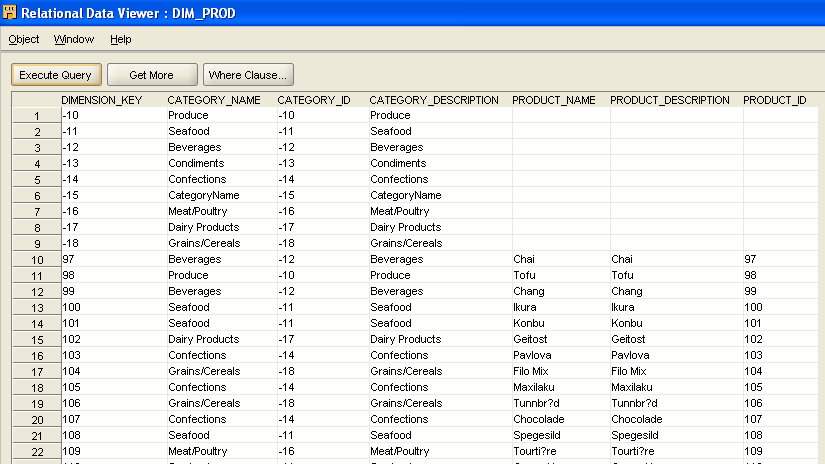 Relational Data Viewer : DIM_PROD
Object Window Help
Execute Query Get More Where Clause...
DIMENSION_KEY CATEGORY_NAME CATEGORY_ID CATEGORY_DESCRIPTION PRODUCT_NAME PRODUCT_DESCRIPTION PRODUCT_ID
1 -10 Produce -10 Produce
2 -11 Seafood -11 Seafood
3 -12 Beverages -12 Beverages
4 -13 Condiments -13 Condiments
5 -14 Confections -14 Confections
6 -15 CategoryName -15 CategoryName
7 -16 Meat/Poultry -16 Meat/Poultry
8 -17 Dairy Products -17 Dairy Products
9 -18 Grains/Cereals -18 Grains/Cereals
10 97 Beverages -12 Beverages Chai Chai 97
11 98 Produce -10 Produce Tofu Tofu 98
12 99 Beverages -12 Beverages Chang Chang 99
13 100 Seafood -11 Seafood Ikura Ikura 100
14 101 Seafood -11 Seafood Konbu Konbu 101
15 102 Dairy Products -17 Dairy Products Geitost Geitost 102
16 103 Confections -14 Confections Pavlova Pavlova 103
17 104 Grains/Cereals -18 Grains/Cereals Filo Mix Filo Mix 104
18 105 Confections -14 Confections Maxilaku Maxilaku 105
19 106 Grains/Cereals -18 Grains/Cereals Tunnbr?d Tunnbr?d 106
20 107 Confections -14 Confections Chocolade Chocolade 107
21 108 Seafood -11 Seafood Spegesild Spegesild 108
22 109 Meat/Poultry -16 Meat/Poultry Tourti?re Tourti?re 109